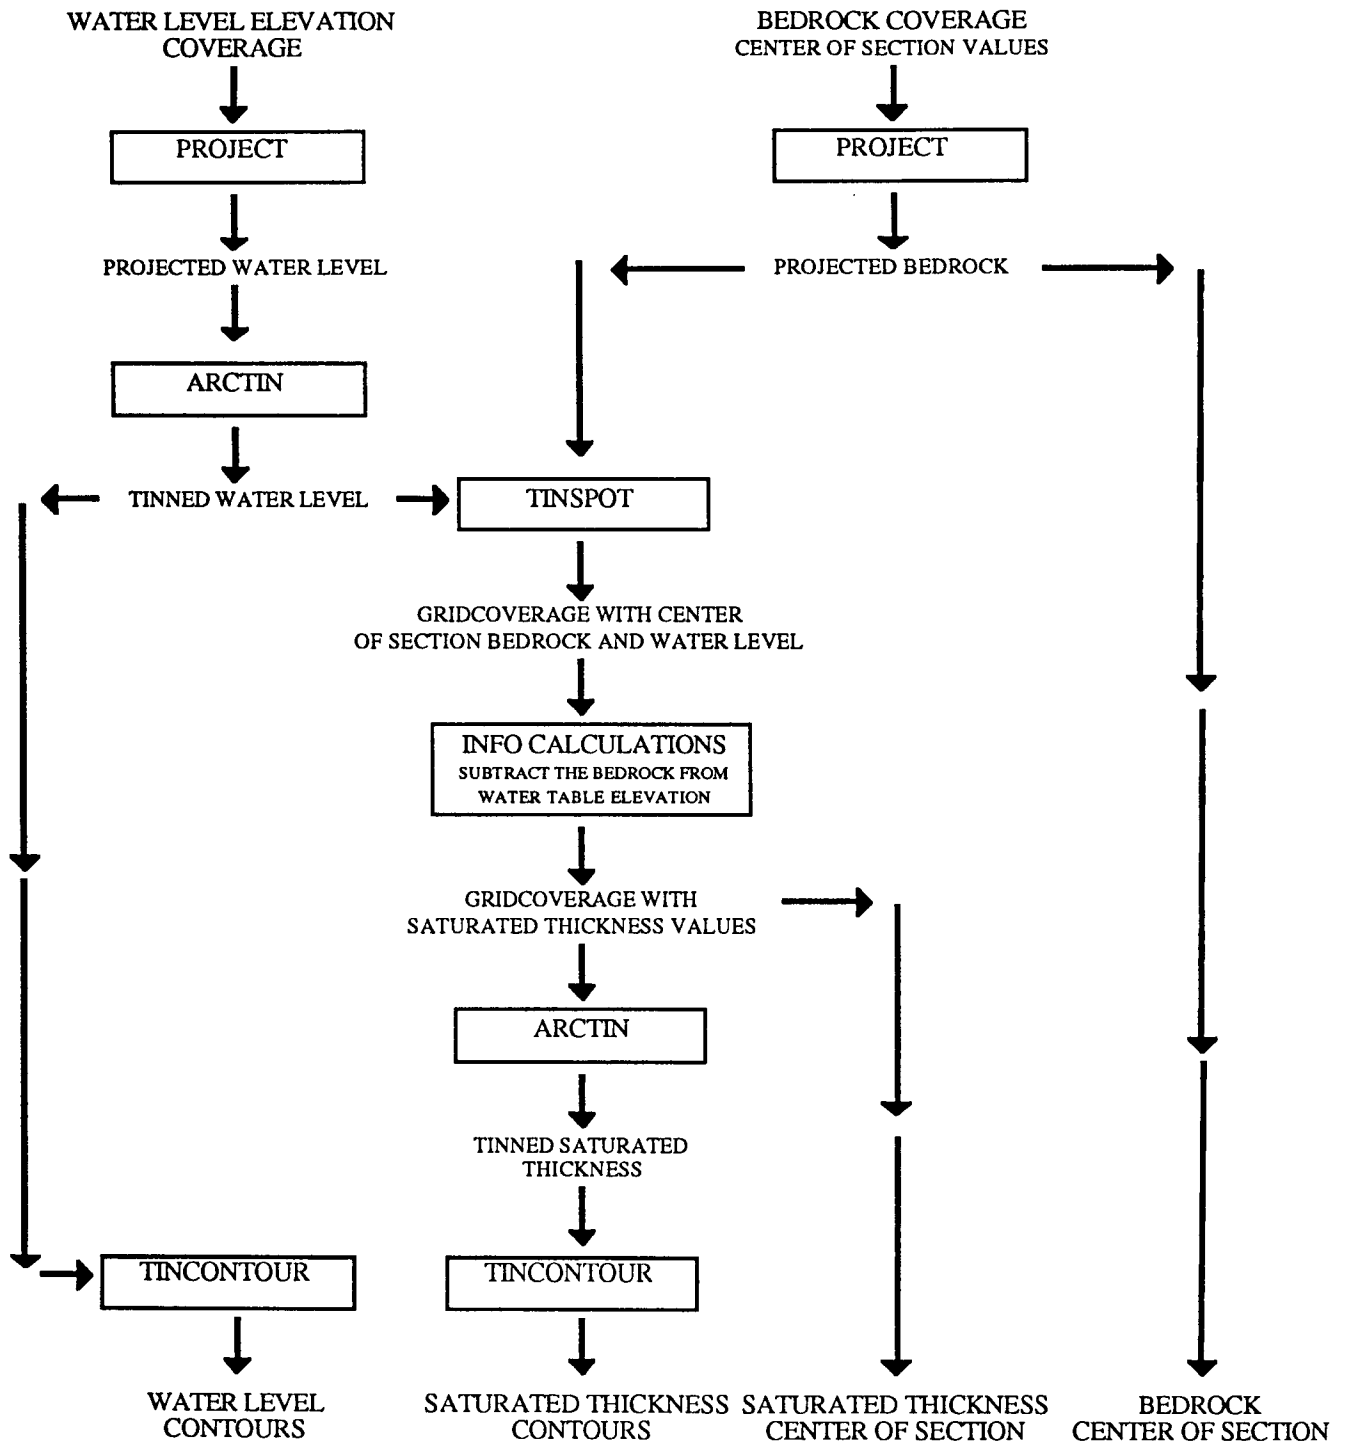 WATER LEVEL ELEVATION
COVERAGE
BEDROCK COVERAGE
CENTER OF SECTION VALUES
PROJECT
PROJECT
PROJECTED WATER LEVEL
PROJECTED BEDROCK
ARCTIN
TINNED WATER LEVEL
TINSPOT
GRIDCOVERAGE WITH CENTER
OF SECTION BEDROCK AND WATER LEVEL
INFO CALCULATIONS
SUBTRACT THE BEDROCK FROM
WATER TABLE ELEVATION
GRIDCOVERAGE WITH
SATURATED THICKNESS VALUES
ARCTIN
TINNED SATURATED
THICKNESS
TINCONTOUR
TINCONTOUR
WATER LEVEL
CONTOURS
SATURATED THICKNESS
CONTOURS
SATURATED THICKNESS
CENTER OF SECTION
BEDROCK
CENTER OF SECTION